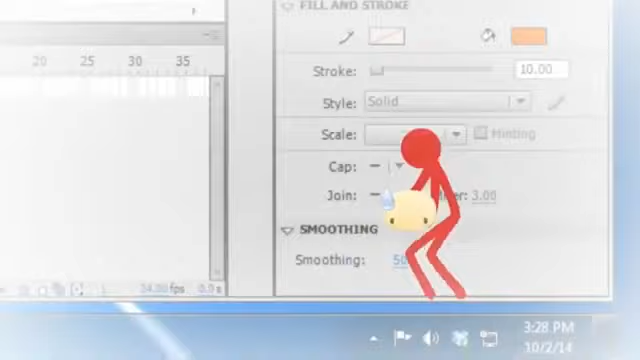 FILL AND STROKE
20 25 30 35
Stroke: 10.00
Style: Solid
Scale: Hinting
Cap:
Join: 3.00
SMOOTHING
Smoothing: 50
24.00 fps 0.0 s
3:28 PM
10/2/14